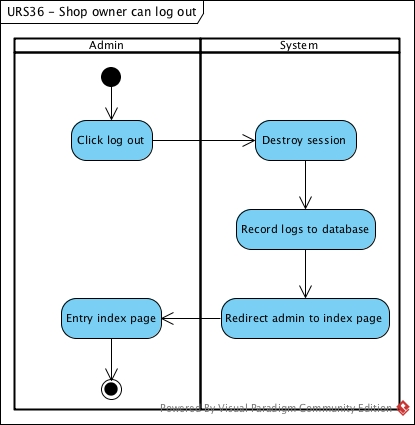 URS36 - Shop owner can log out
Admin
System
Click log out
Destroy session
Record logs to database
Entry index page
Redirect admin to index page
Powered By Visual Paradigm Community Edition